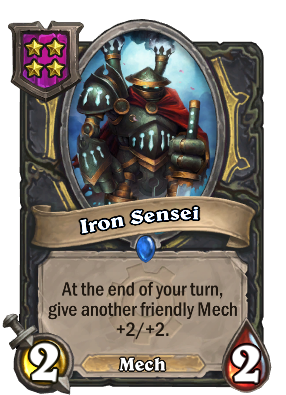 Iron Sensei
At the end of your turn,
give another friendly Mech
+2/+2.
Mech
2
2